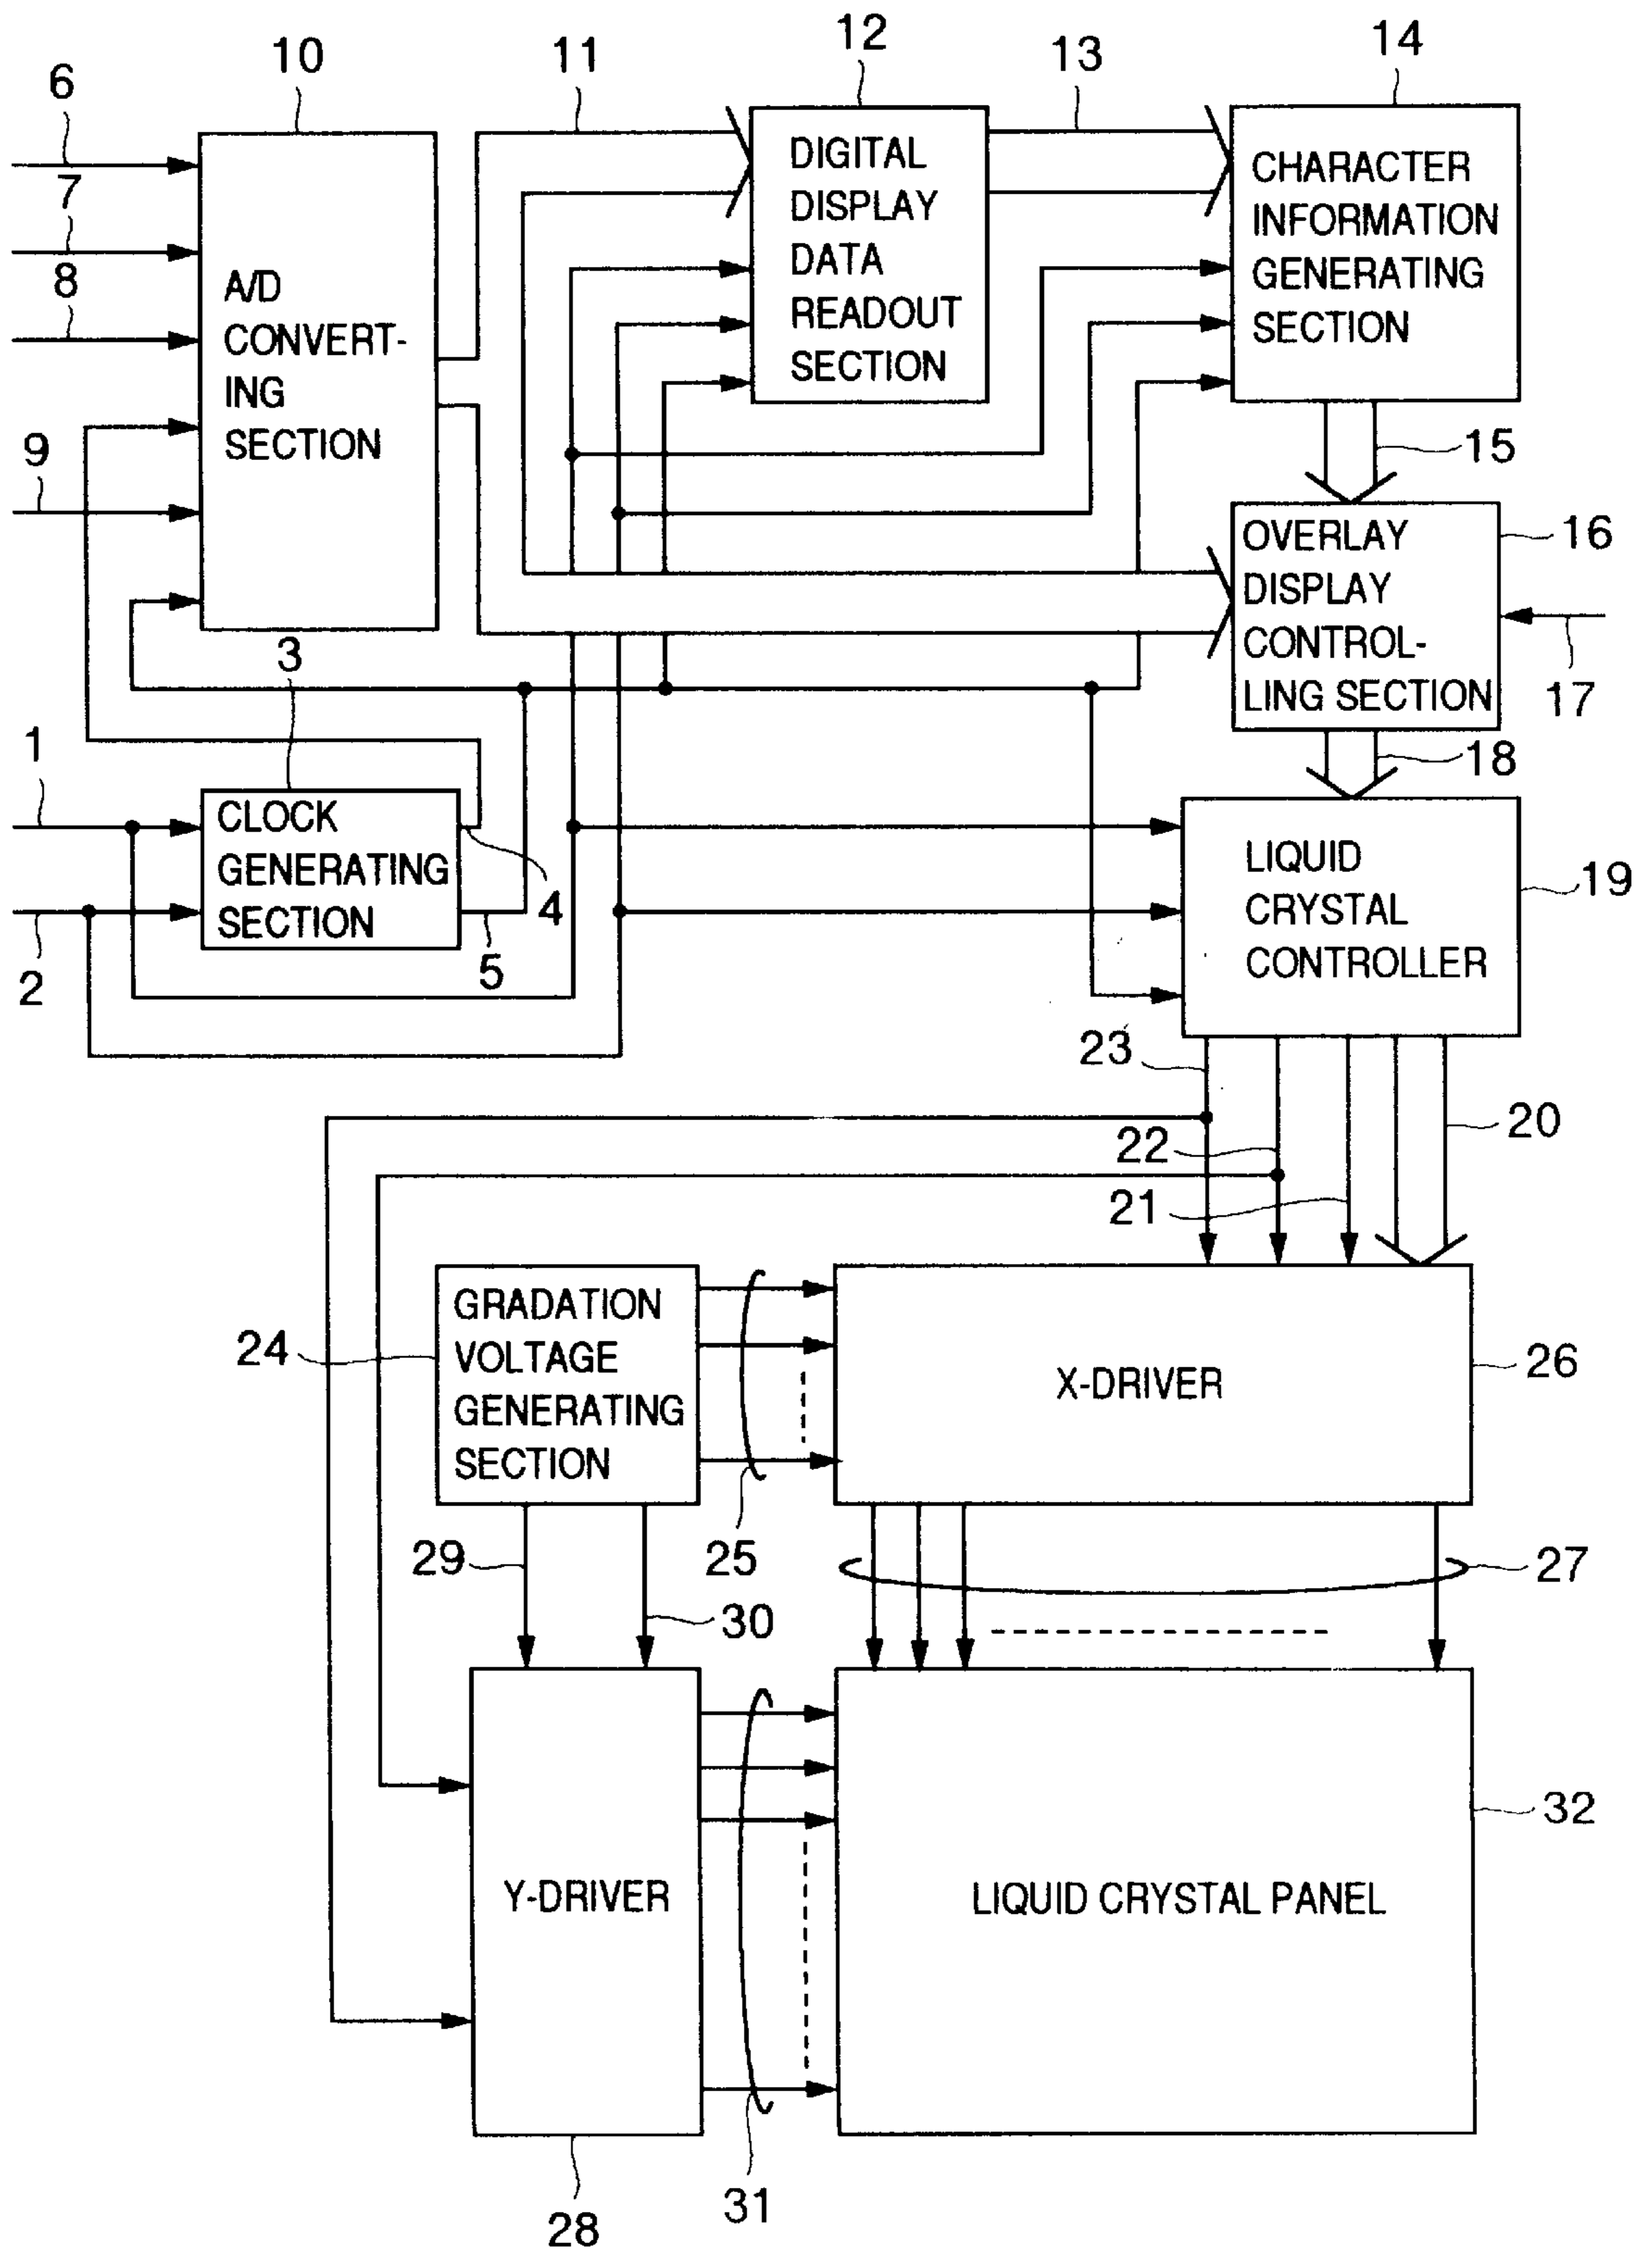 12
14
10
11
13
6
DIGITAL
DISPLAY
DATA
READOUT
SECTION
CHARACTER
INFORMATION
GENERATING
SECTION
7
8
A/D
CONVERT-
ING
SECTION
9
15
OVERLAY
DISPLAY
CONTROL-
LING SECTION
16
17
3
1
18
CLOCK
GENERATING
SECTION
4
5
2
LIQUID
CRYSTAL
CONTROLLER
19
23
22
21
20
GRADATION
VOLTAGE
GENERATING
SECTION
24
X-DRIVER
26
29
25
27
30
Y-DRIVER
LIQUID CRYSTAL PANEL
32
31
28